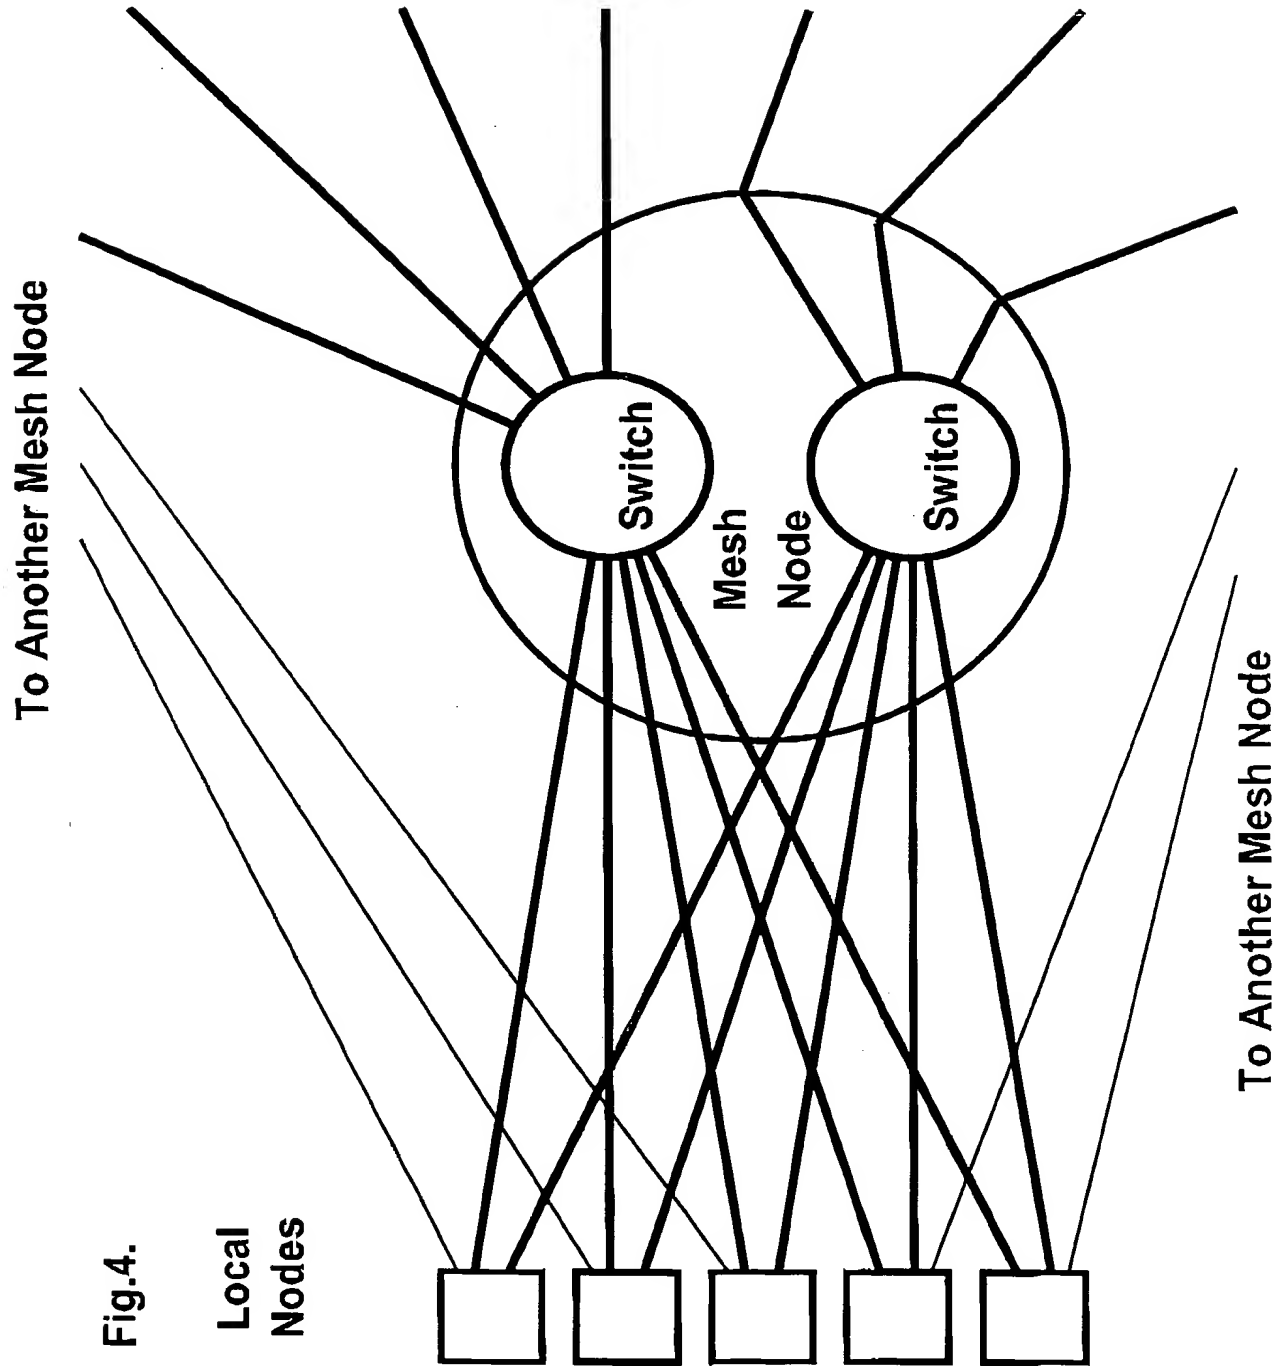 Fig.4.
Local
Nodes
To Another Mesh Node
Switch
Mesh
Node
Switch
To Another Mesh Node